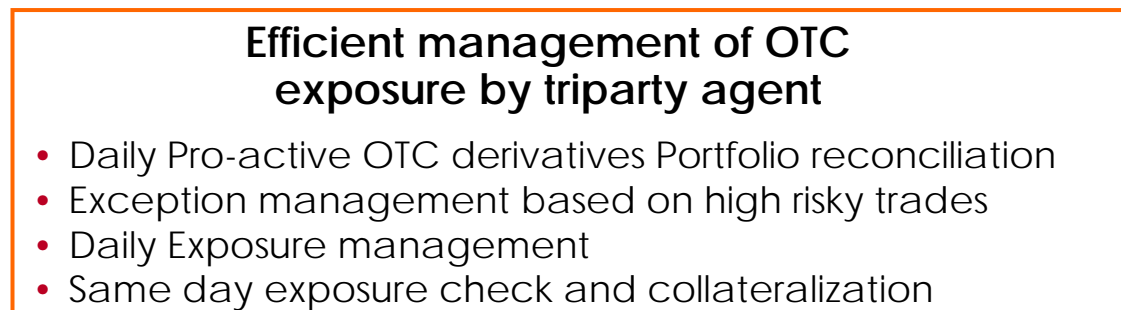 Efficient management of OTC
exposure by triparty agent
• Daily Pro-active OTC derivatives Portfolio reconciliation
• Exception management based on high risky trades
• Daily Exposure management
• Same day exposure check and collateralization